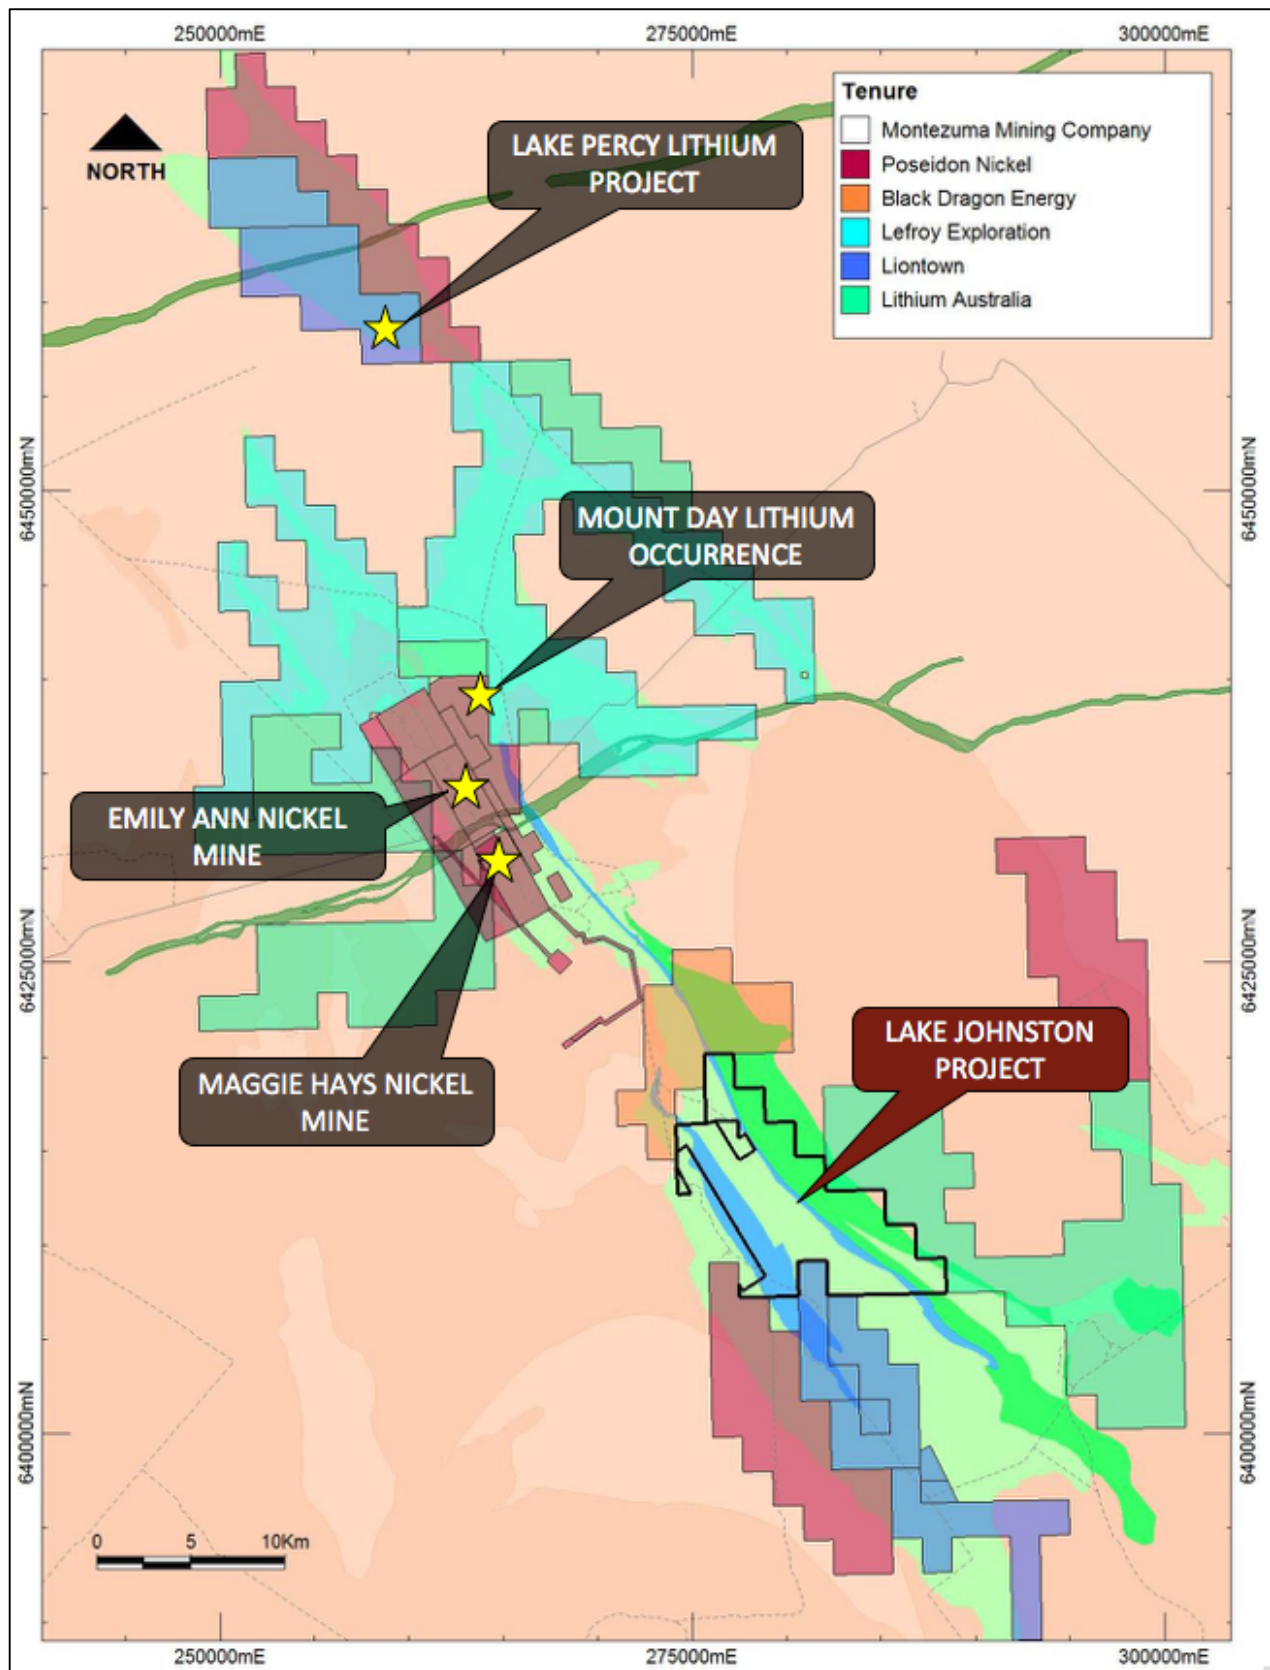 250000mE
275000mE
300000mE
Tenure
Montezuma Mining Company
Poseidon Nickel
Black Dragon Energy
Lefroy Exploration
Liontown
Lithium Australia
NORTH
LAKE PERCY LITHIUM
PROJECT
6450000mN
6450000mN
MOUNT DAY LITHIUM
OCCURRENCE
EMILY ANN NICKEL
MINE
6425000mN
6425000mN
LAKE JOHNSTON
PROJECT
MAGGIE HAYS NICKEL
MINE
6400000mN
6400000mN
0 5 10Km
250000mE
275000mE
300000mE